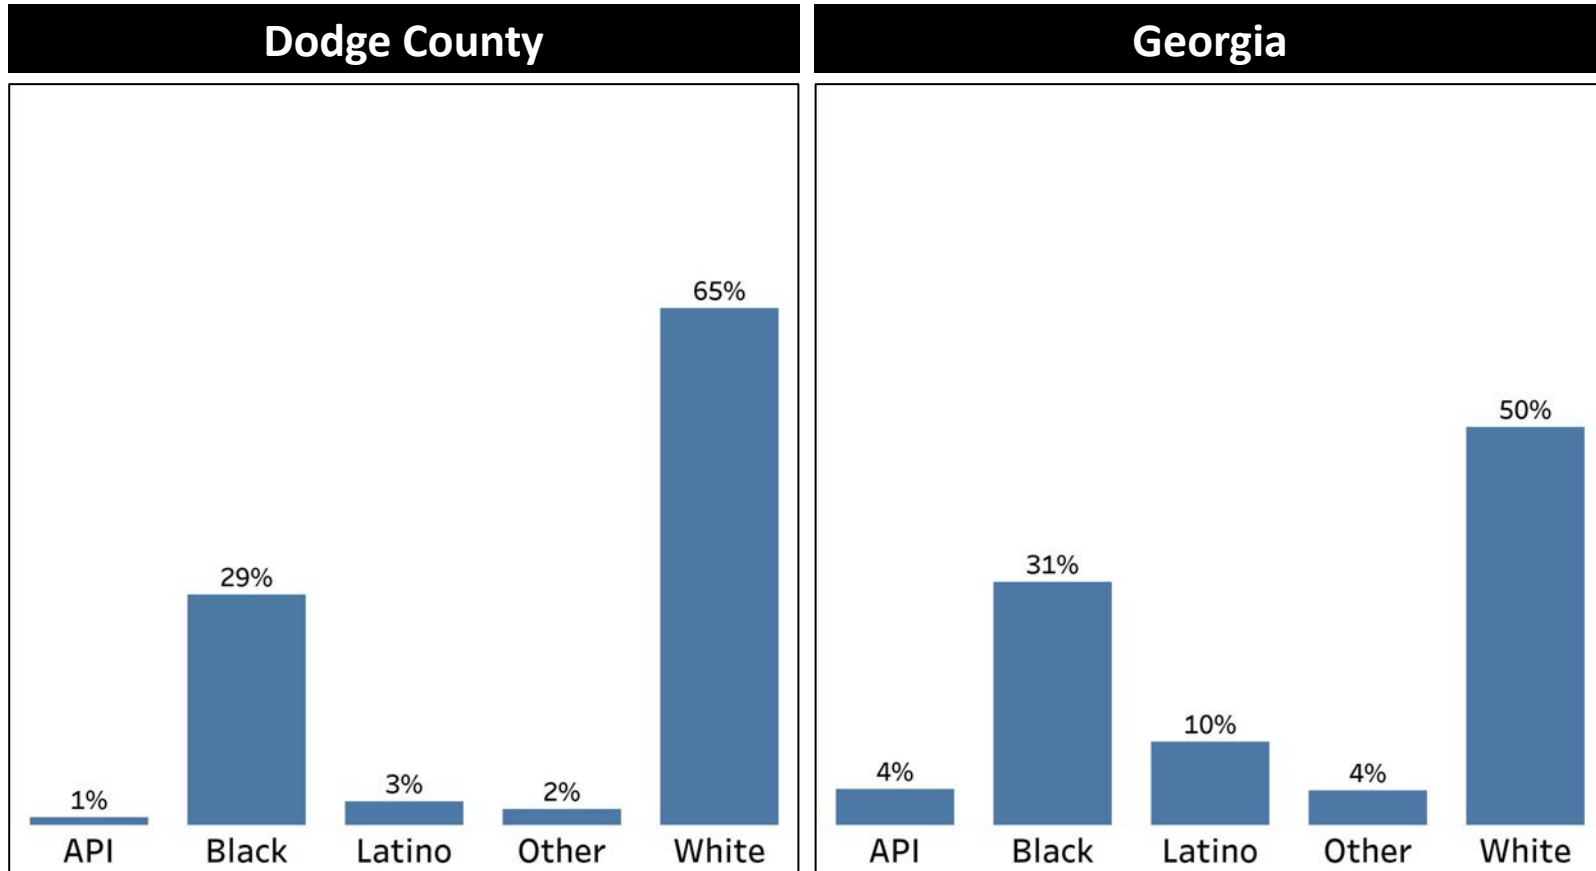 Dodge County
65%
29%
3%
2%
1%
API Black Latino Other White
Georgia
50%
31%
10%
4%
4%
API Black Latino Other White